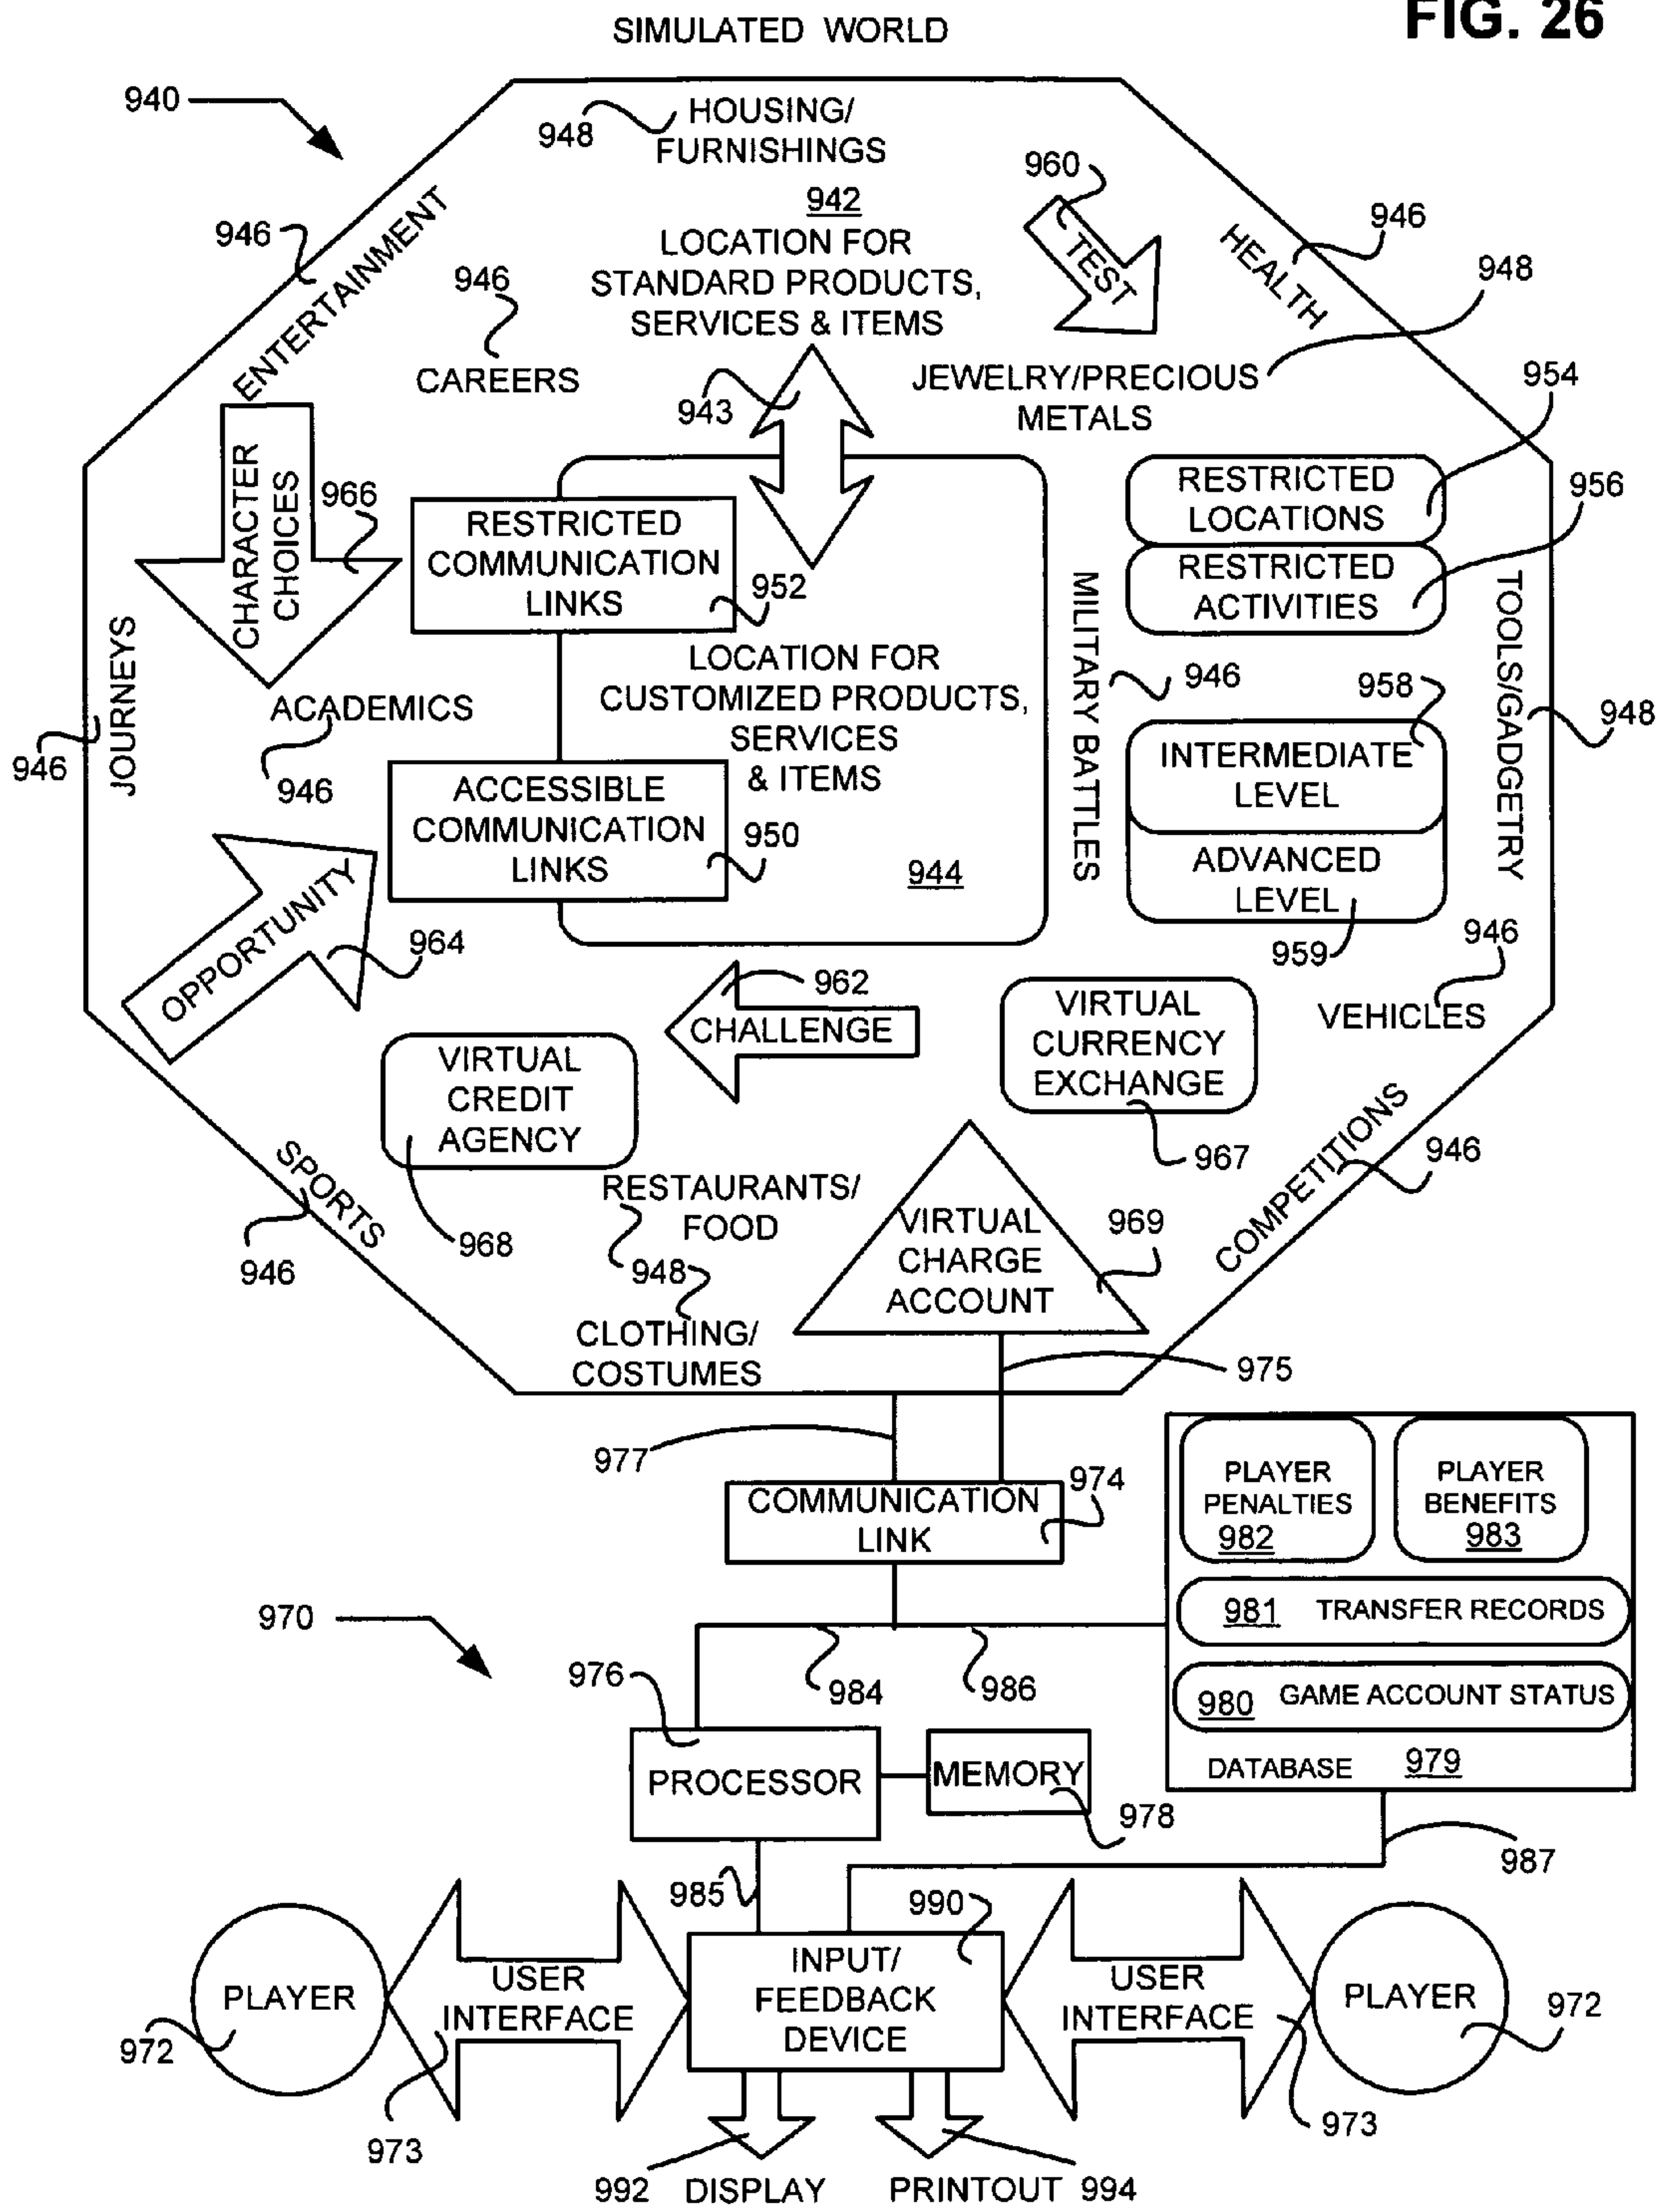 FIG. 26
SIMULATED WORLD
940
948
HOUSING/
FURNISHINGS
960
TEST
942
LOCATION FOR
STANDARD PRODUCTS,
SERVICES & ITEMS
946
ENTERTAINMENT
946
CAREERS
HEALTH
946
948
943
JEWELRY/PRECIOUS
METALS
954
956
RESTRICTED
LOCATIONS
RESTRICTED
ACTIVITIES
CHARACTER
CHOICES
966
RESTRICTED
COMMUNICATION
LINKS
952
LOCATION FOR
CUSTOMIZED PRODUCTS,
SERVICES
& ITEMS
MILITARY BATTLES
946
TOOLS/GADGETRY
948
JOURNEYS
946
ACADEMICS
946
958
INTERMEDIATE
LEVEL
ADVANCED
LEVEL
959
ACCESSIBLE
COMMUNICATION
LINKS
950
944
OPPORTUNITY
964
946
VEHICLES
962
CHALLENGE
VIRTUAL
CURRENCY
EXCHANGE
967
VIRTUAL
CREDIT
AGENCY
968
SPORTS
946
RESTAURANTS/
FOOD
948
CLOTHING/
COSTUMES
VIRTUAL
CHARGE
ACCOUNT
969
COMPETITIONS
946
975
977
COMMUNICATION
LINK
974
PLAYER
PENALTIES
982
PLAYER
BENEFITS
983
981 TRANSFER RECORDS
980 GAME ACCOUNT STATUS
DATABASE 979
970
984
986
976
PROCESSOR
MEMORY
978
987
985
990
PLAYER
972
USER
INTERFACE
973
INPUT/
FEEDBACK
DEVICE
USER
INTERFACE
973
PLAYER
972
992 DISPLAY
PRINTOUT 994